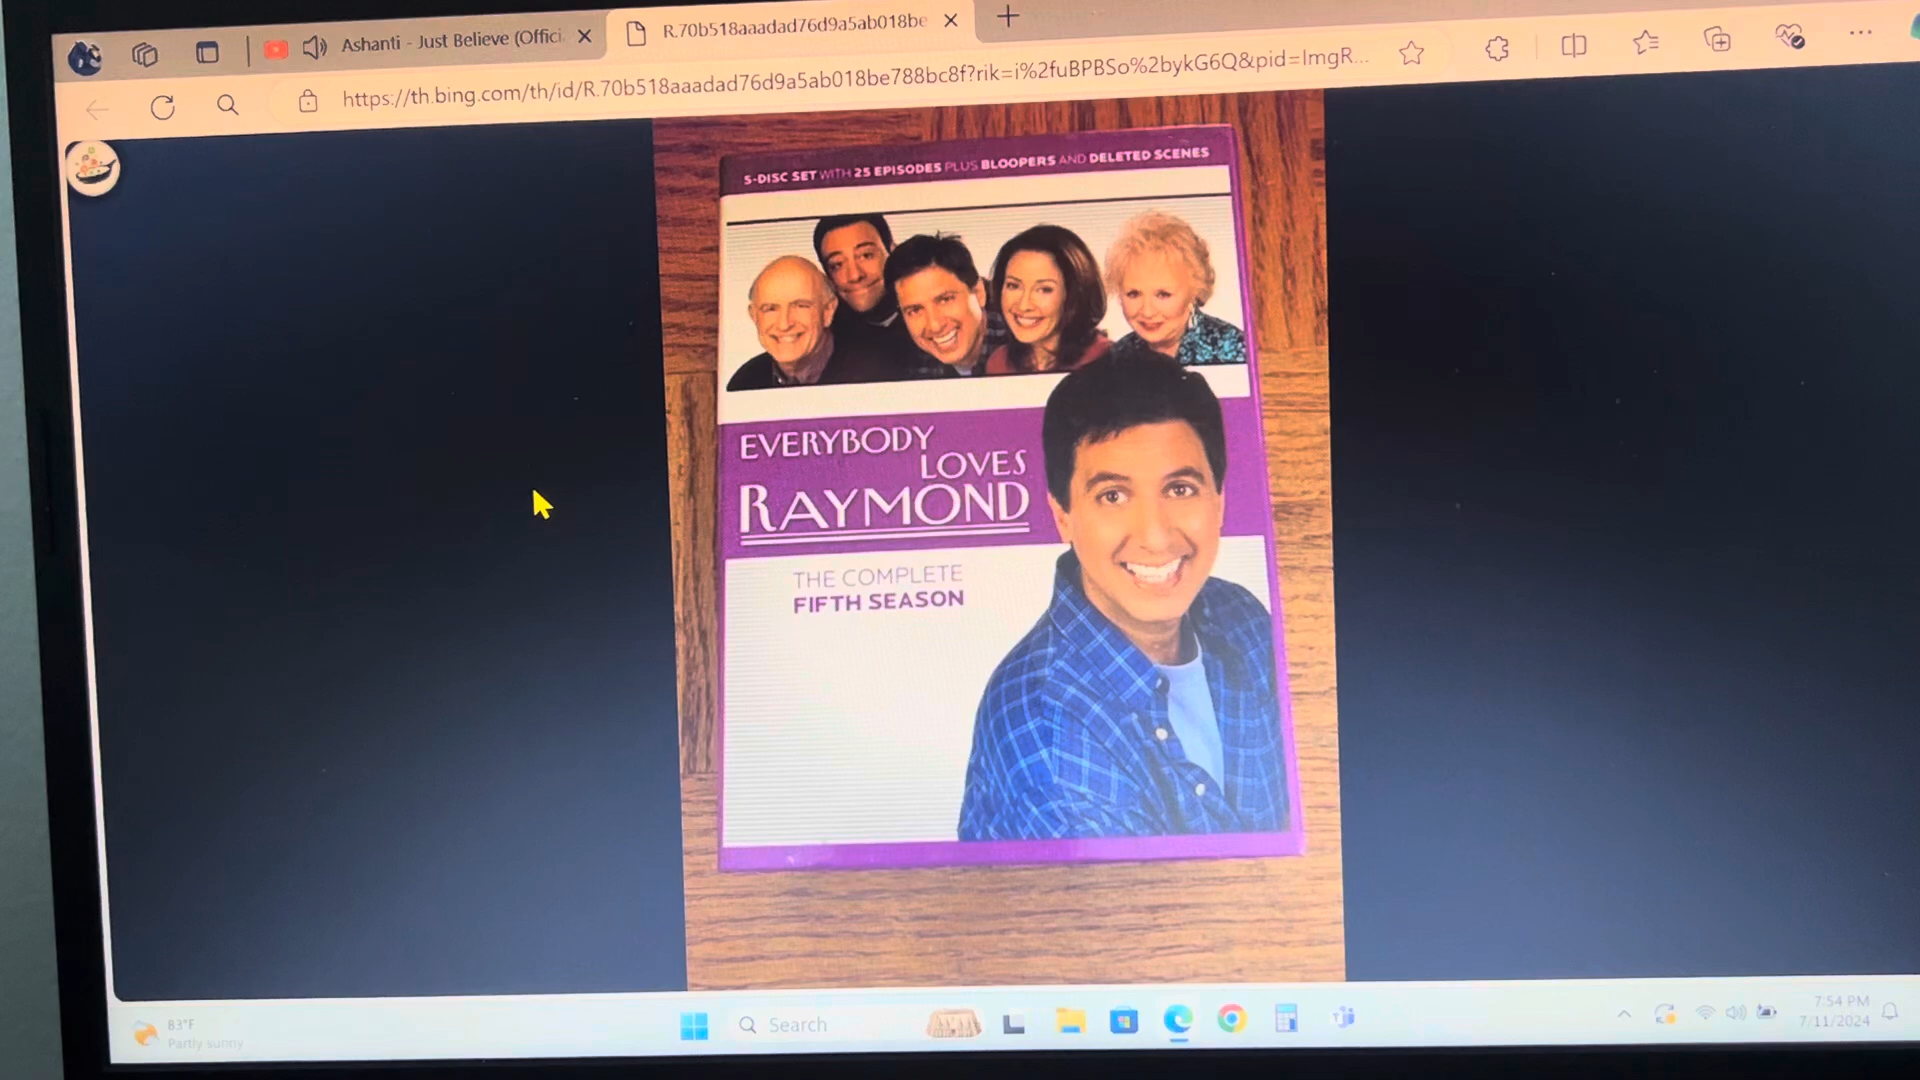 Ashanti - Just Believe (Offici
R.70b518aaadad76d9a5ab018be
https://th.bing.com/th/id/R.70b518aaadad76d9a5ab018be788bc8f?rik=i%2fuBPBSo%2bykG6Q&pid=ImgR...
5-DISC SET WITH 25 EPISODES PLUS BLOOPERS AND DELETED SCENES
EVERYBODY
LOVES
RAYMOND
THE COMPLETE
FIFTH SEASON
83°F
Partly sunny
Search
7:54 PM
7/11/2024